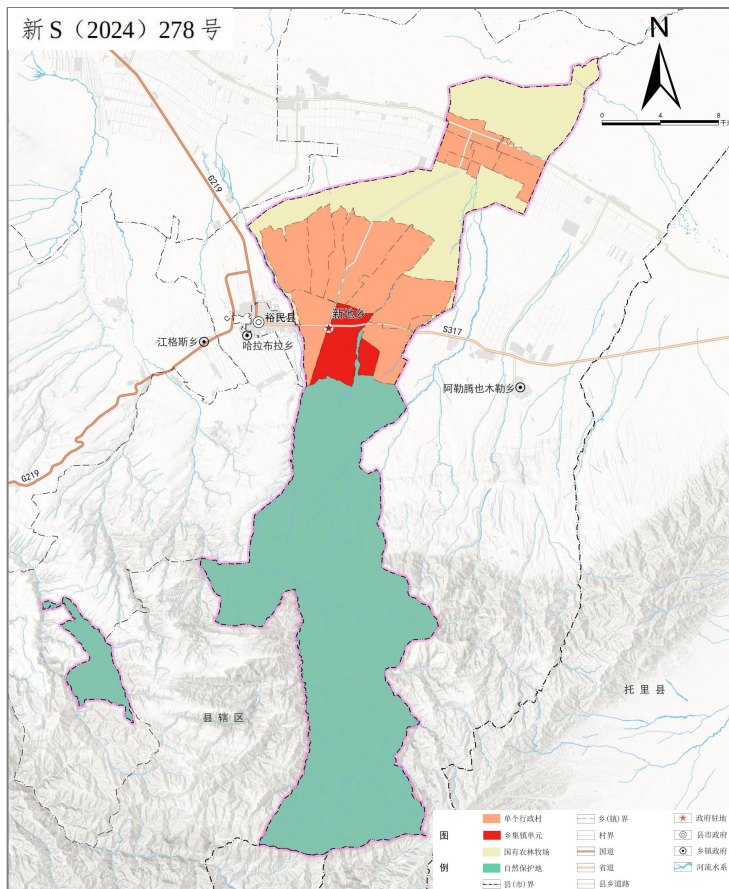 新 S（2024）278 号
N
0 4 8
千米
G219
裕民县
新地乡
江格斯乡
哈拉布拉乡
S317
阿勒腾也木勒乡
G219
托里县
县辖区
图例
单个行政村
乡集镇单元
国有农林牧场
自然保护地
县(市)界
乡(镇)界
村界
国道
省道
县乡道路
政府驻地
县市政府
乡镇政府
河流水系